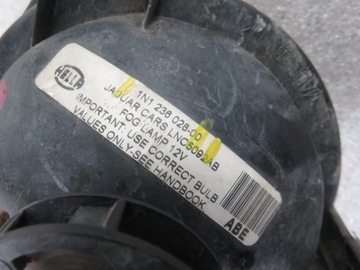 HELLA
1N1 238 028-00
JAGUAR CARS LNC5092AB
FOG LAMP 12V
IMPORTANT. USE CORRECT BULB
VALUES ONLY-SEE HANDBOOK
ABE